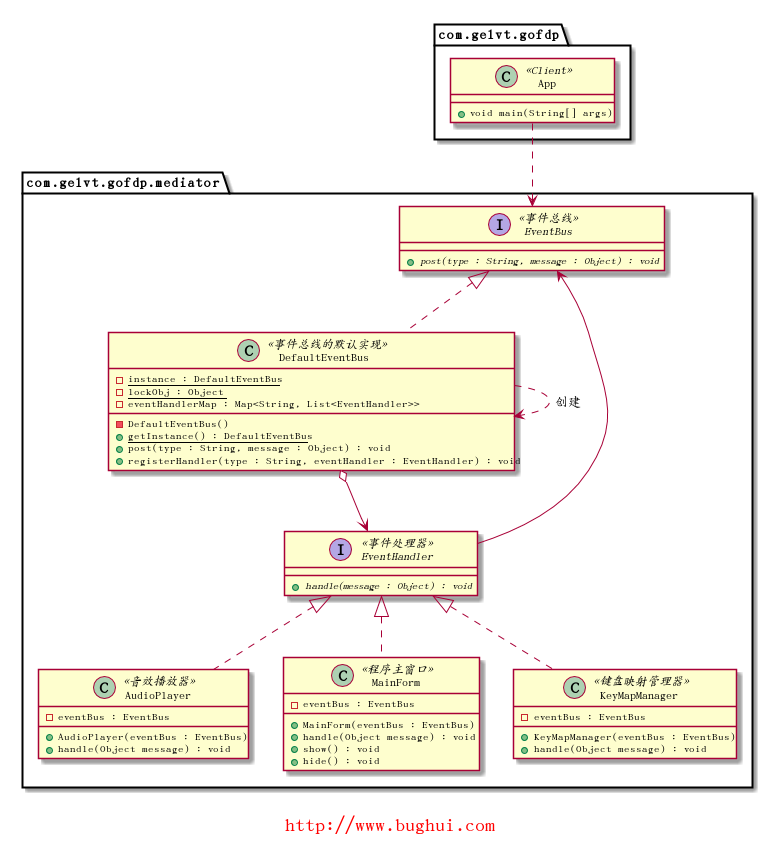 com.gelvt.gofdp
C
«Client»
App
void main(String[] args)
com.gelvt.gofdp.mediator
I
«事件总线»
EventBus
post(type : String, message : Object) : void
C
«事件总线的默认实现»
DefaultEventBus
instance : DefaultEventBus
lockObj : Object
eventHandlerMap : Map<String, List<EventHandler>>
DefaultEventBus()
getInstance() : DefaultEventBus
post(type : String, message : Object) : void
registerHandler(type : String, eventHandler : EventHandler) : void
创建
I
«事件处理器»
EventHandler
handle(message : Object) : void
C
«音效播放器»
AudioPlayer
eventBus : EventBus
AudioPlayer(eventBus : EventBus)
handle(Object message) : void
C
«程序主窗口»
MainForm
eventBus : EventBus
MainForm(eventBus : EventBus)
handle(Object message) : void
show() : void
hide() : void
C
«键盘映射管理器»
KeyMapManager
eventBus : EventBus
KeyMapManager(eventBus : EventBus)
handle(Object message) : void
http://www.bughui.com